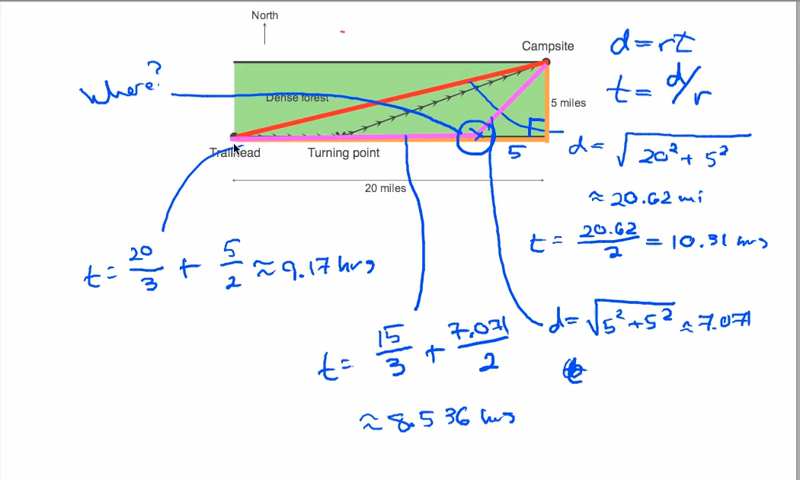 North
Campsite
d=rt
t=d/r
Where?
Dense forest
5 miles
Trailhead
Turning point
5
20 miles
d=√20²+5²
≈20.62 mi
t=20.62/2=10.31 hrs
t=20/3+5/2≈9.17 hrs
d=√5²+5²≈7.071
t=15/3+7.071/2
≈8.536 hrs